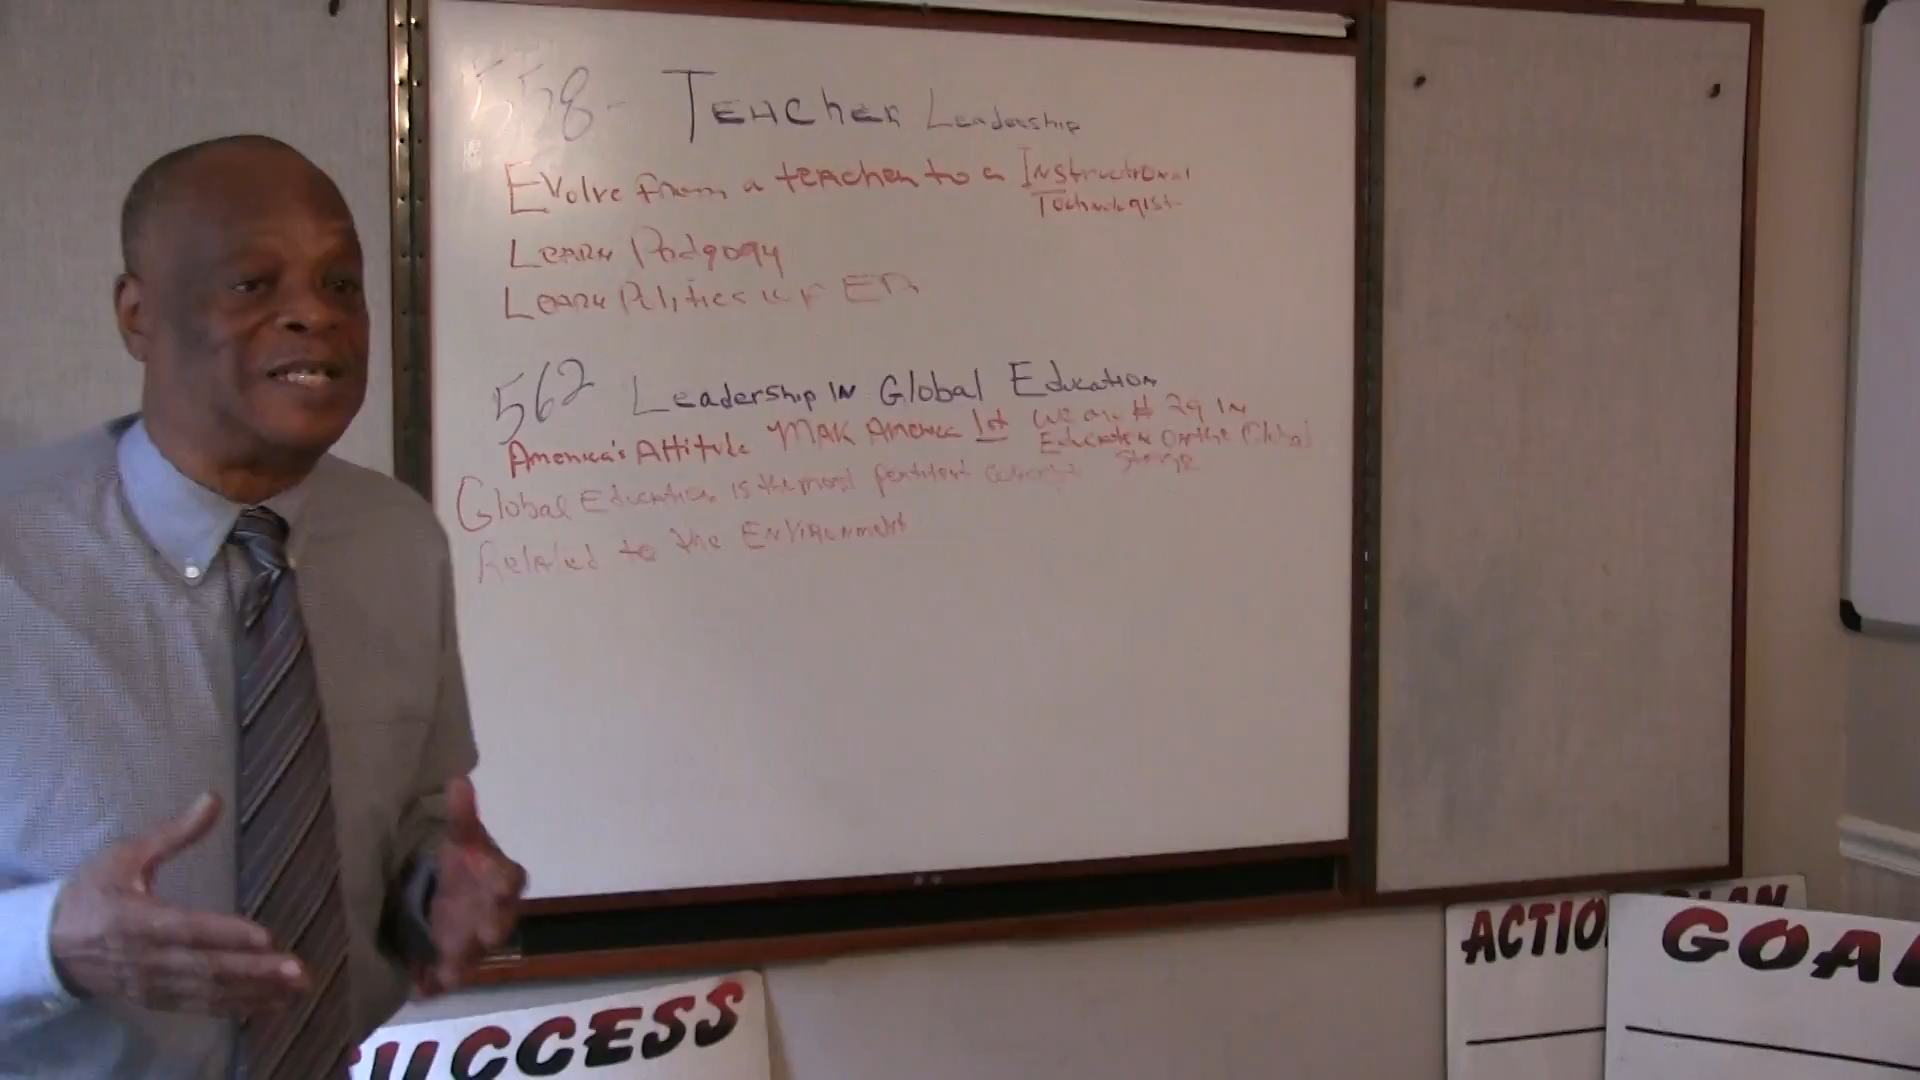 558- Teacher Leadership
Evolve from a teacher to a Instructional
Technologist
Learn Pedgogy
Learn Politics of ED
562 Leadership IN Global Education
America's Attitude Mak America 1st We are # 29 IN
Education on the Global
Stage
Global Education is the most
Related to the Environment
ACTIO
PLAN
GOAL
SUCCESS